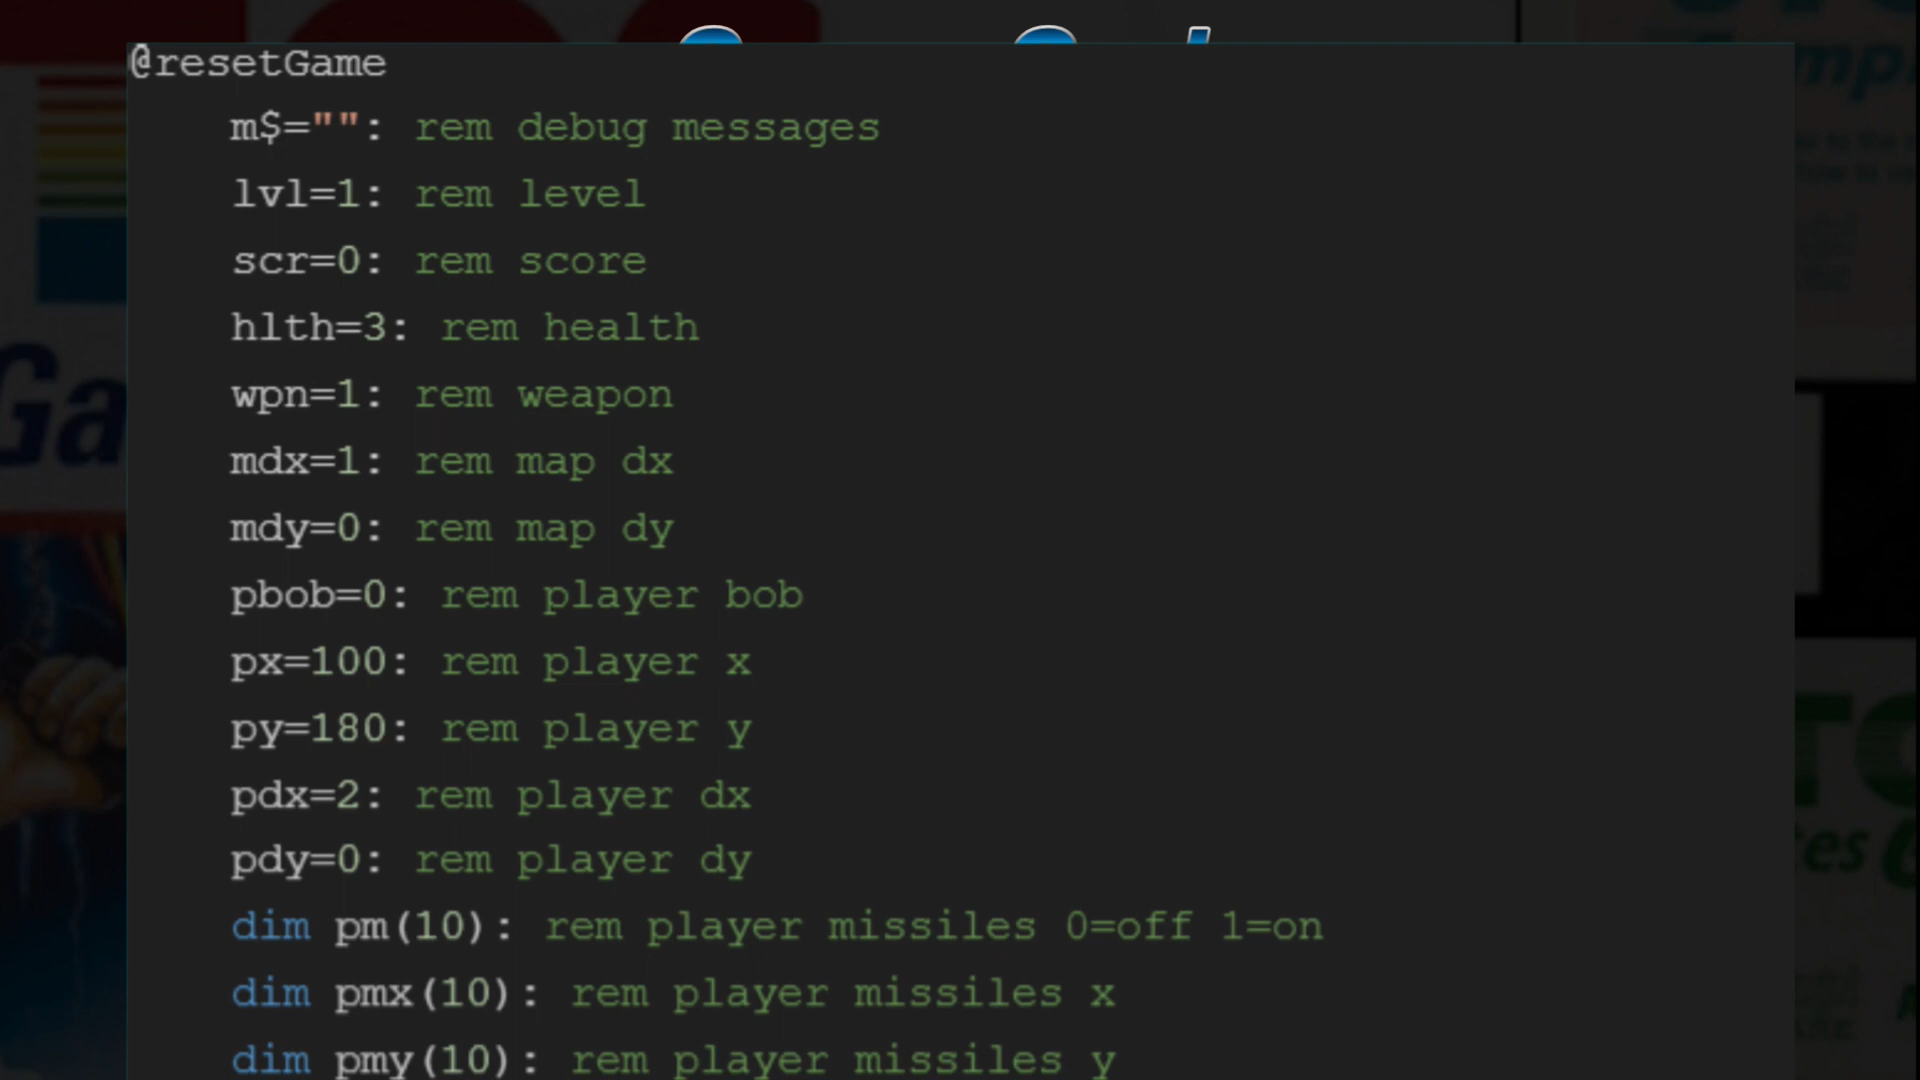 @resetGame
m$="": rem debug messages
lvl=1: rem level
scr=0: rem score
hlth=3: rem health
wpn=1: rem weapon
mdx=1: rem map dx
mdy=0: rem map dy
pbob=0: rem player bob
px=100: rem player x
py=180: rem player y
pdx=2: rem player dx
pdy=0: rem player dy
dim pm(10): rem player missiles 0=off 1=on
dim pmx(10): rem player missiles x
dim pmy(10): rem player missiles y
Ga